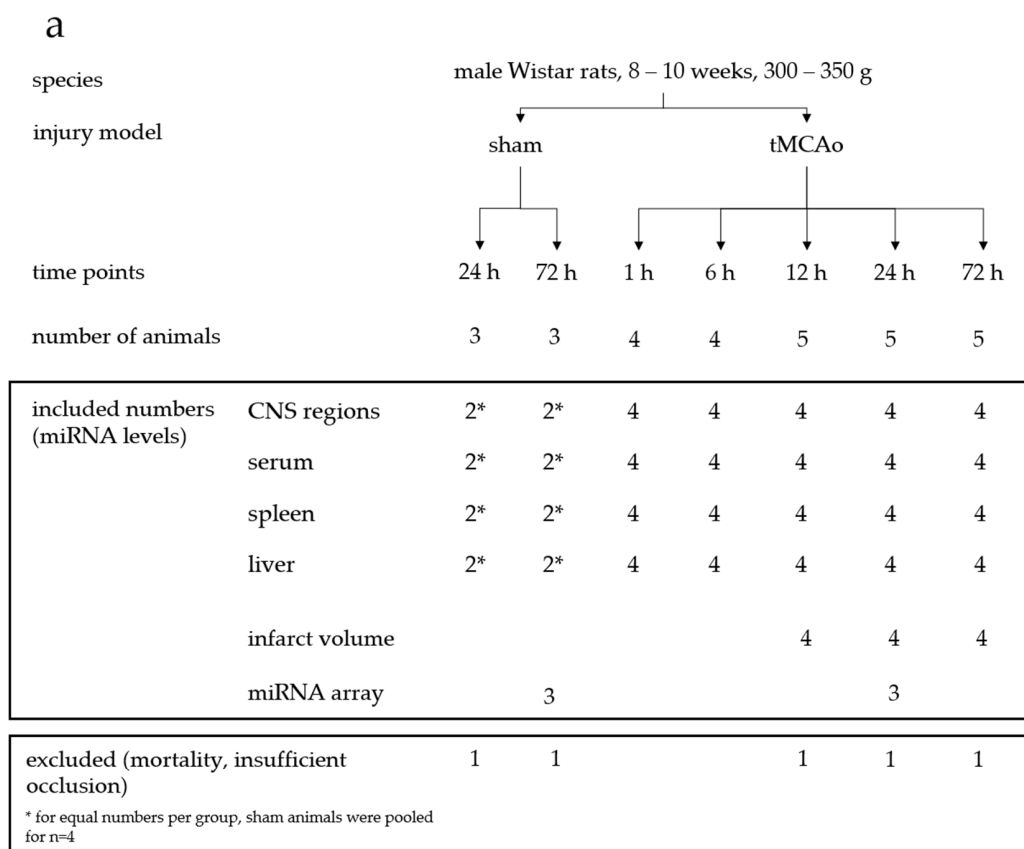 a
species male Wistar rats, 8 – 10 weeks, 300 – 350 g
injury model sham tMCAo
time points 24 h 72 h 1 h 6 h 12 h 24 h 72 h
number of animals 3 3 4 4 5 5 5
included numbers CNS regions 2* 2* 4 4 4 4 4
(miRNA levels)
serum 2* 2* 4 4 4 4 4
spleen 2* 2* 4 4 4 4 4
liver 2* 2* 4 4 4 4 4
infarct volume 4 4 4
miRNA array 3 3
excluded (mortality, insufficient 1 1 1 1 1
occlusion)
* for equal numbers per group, sham animals were pooled
for n=4